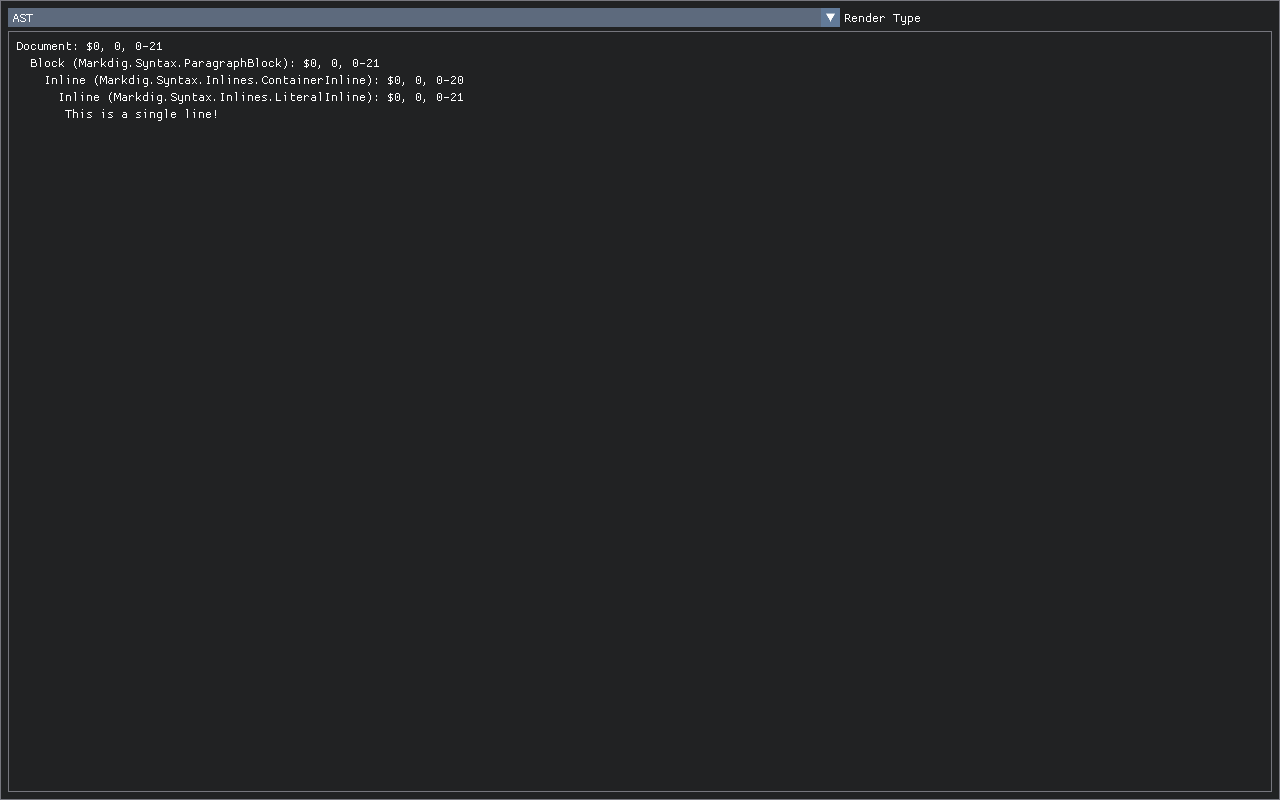 AST
Render Type
Document: $0, 0, 0-21
Block (Markdig.Syntax.ParagraphBlock): $0, 0, 0-21
Inline (Markdig.Syntax.Inlines.ContainerInline): $0, 0, 0-20
Inline (Markdig.Syntax.Inlines.LiteralInline): $0, 0, 0-21
This is a single line!